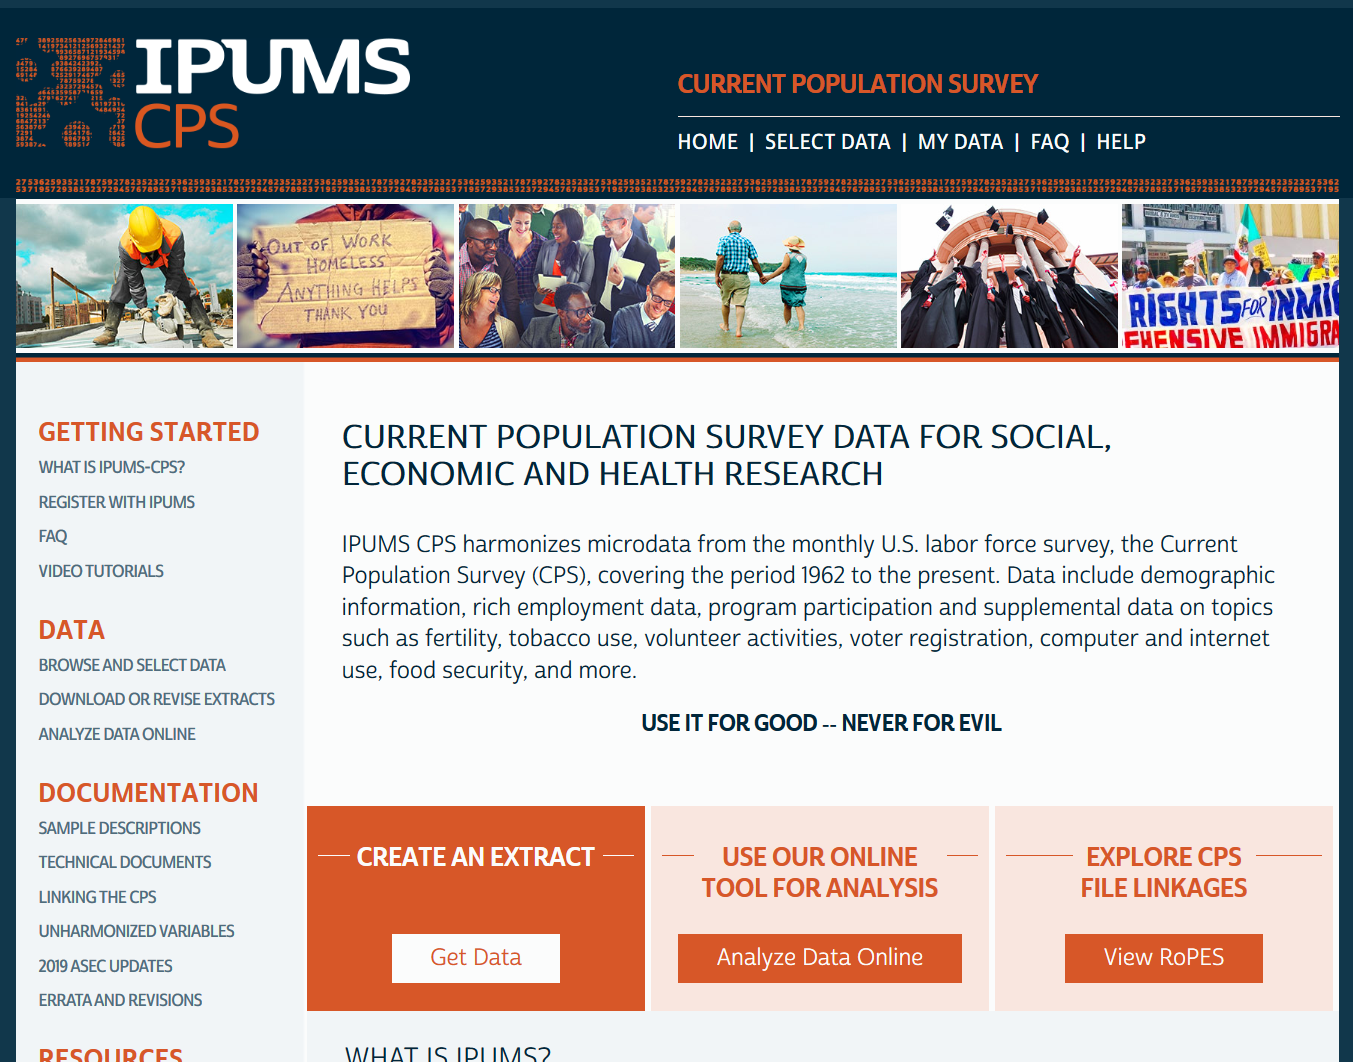 IPUMS
CPS
CURRENT POPULATION SURVEY
HOME | SELECT DATA | MY DATA | FAQ | HELP
OUT OF WORK
HOMELESS
ANYTHING HELPS
THANK YOU
RIGHTS FOR INMIG
EHENSIVE IMMIGRA
GETTING STARTED
WHAT IS IPUMS-CPS?
REGISTER WITH IPUMS
FAQ
VIDEO TUTORIALS
DATA
BROWSE AND SELECT DATA
DOWNLOAD OR REVISE EXTRACTS
ANALYZE DATA ONLINE
DOCUMENTATION
SAMPLE DESCRIPTIONS
TECHNICAL DOCUMENTS
LINKING THE CPS
UNHARMONIZED VARIABLES
2019 ASEC UPDATES
ERRATA AND REVISIONS
RESOURCES
CURRENT POPULATION SURVEY DATA FOR SOCIAL,
ECONOMIC AND HEALTH RESEARCH
IPUMS CPS harmonizes microdata from the monthly U.S. labor force survey, the Current
Population Survey (CPS), covering the period 1962 to the present. Data include demographic
information, rich employment data, program participation and supplemental data on topics
such as fertility, tobacco use, volunteer activities, voter registration, computer and internet
use, food security, and more.
USE IT FOR GOOD -- NEVER FOR EVIL
CREATE AN EXTRACT
Get Data
USE OUR ONLINE
TOOL FOR ANALYSIS
Analyze Data Online
EXPLORE CPS
FILE LINKAGES
View RoPES
WHAT IS IPUMS?